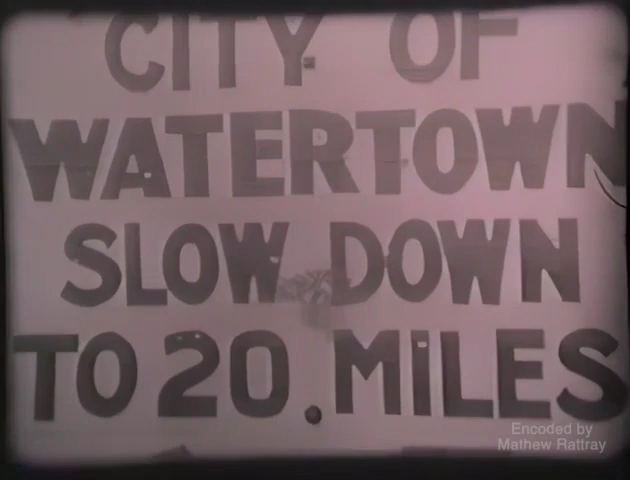 CITY OF
WATERTOWN
SLOW DOWN
TO 20. MILES
Encoded by
Mathew Rattray